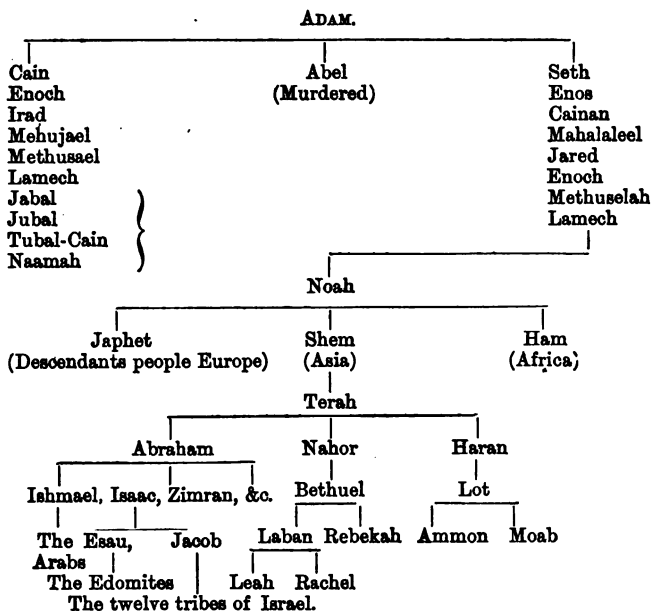 ADAM.
Cain Abel Seth
Enoch (Murdered) Enos
Irad Cainan
Mehujael Mahalaleel
Methusael Jared
Lamech Enoch
Jabal Methuselah
Jubal Lamech
Tubal-Cain
Naamah
Noah
Japhet Shem Ham
(Descendants people Europe) (Asia) (Africa)
Terah
Abraham Nahor Haran
Ishmael, Isaac, Zimran, &c. Bethuel Lot
The Esau, Jacob Laban Rebekah Ammon Moab
Arabs
The Edomites Leah Rachel
The twelve tribes of Israel.